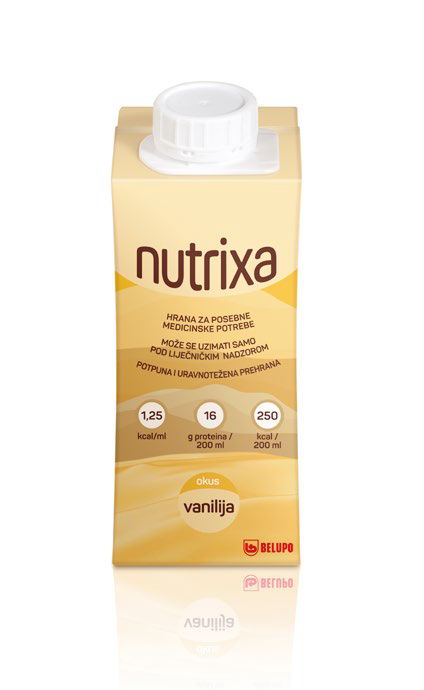 nutrixa
HRANA ZA POSEBNE
MEDICINSKE POTREBE
MOŽE SE UZIMATI SAMO
POD LIJEČNIČKIM NADZOROM
POTPUNA I URAVNOTEŽENA PREHRANA
1,25
kcal/ml
16
g proteina /
200 ml
250
kcal /
200 ml
okus
vanilija
BELUPO